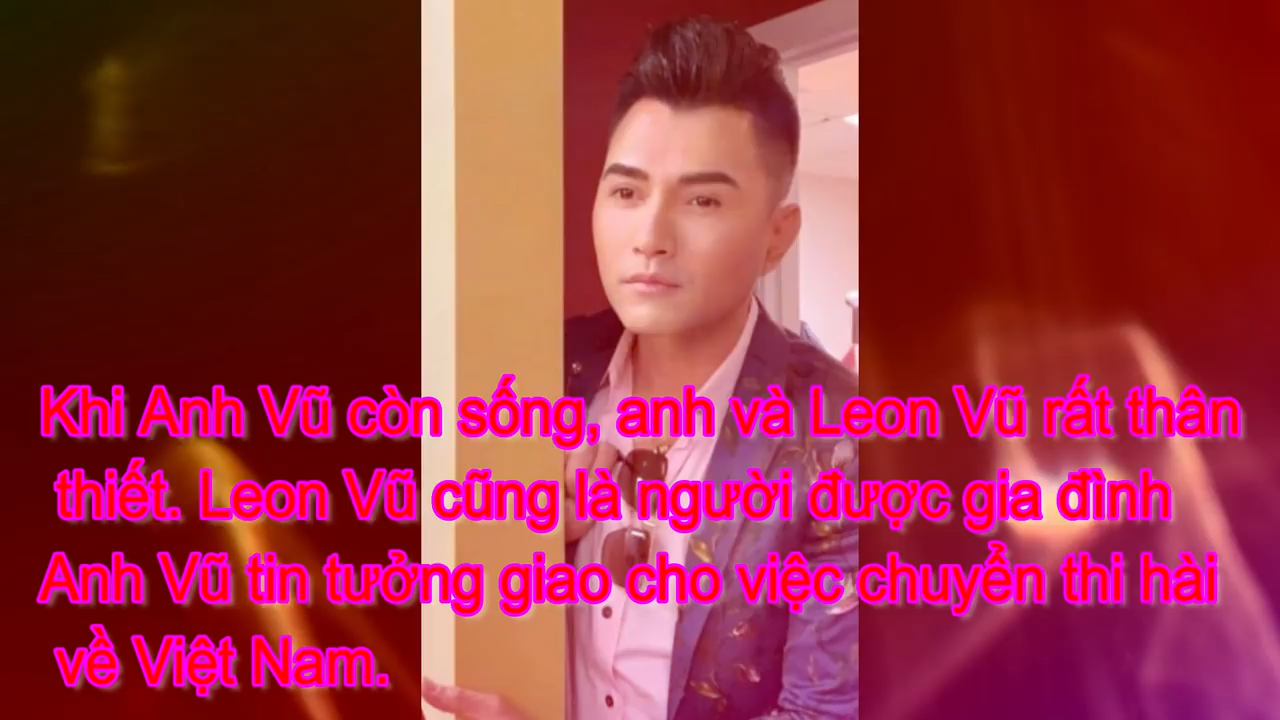 Khi Anh Vũ còn sống, anh và Leon Vũ rất thân
thiết. Leon Vũ cũng là người được gia đình
Anh Vũ tin tưởng giao cho việc chuyển thi hài
về Việt Nam.